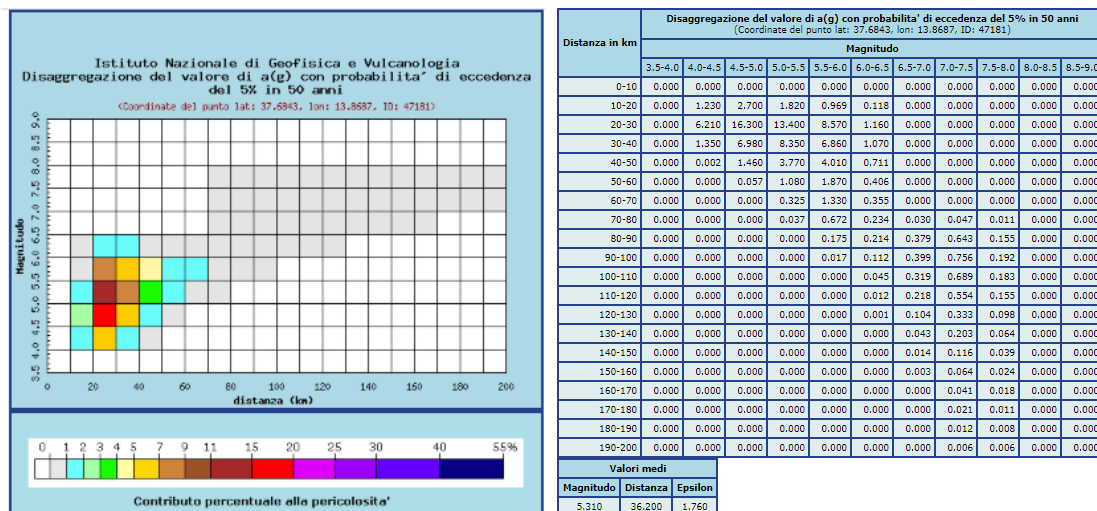 Istituto Nazionale di Geofisica e Vulcanologia
Disaggregazione del valore di a(g) con probabilita' di eccedenza
del 5% in 50 anni
(Coordinate del punto lat: 37.6843, lon: 13.8687, ID: 47181)
9.0
8.5
8.0
7.5
7.0
6.5
6.0
5.5
5.0
4.5
4.0
3.5
Magnitudo
0 20 40 60 80 100 120 140 160 180 200
distanza (km)
0 1 2 3 4 5 7 9 11 15 20 25 30 40 55%
Contributo percentuale alla pericolosita'
Distanza in km
Disaggregazione del valore di a(g) con probabilita' di eccedenza del 5% in 50 anni
(Coordinate del punto lat: 37.6843, lon: 13.8687, ID: 47181)
Magnitudo
3.5-4.0 4.0-4.5 4.5-5.0 5.0-5.5 5.5-6.0 6.0-6.5 6.5-7.0 7.0-7.5 7.5-8.0 8.0-8.5 8.5-9.0
0-10 0.000 0.000 0.000 0.000 0.000 0.000 0.000 0.000 0.000 0.000 0.000
10-20 0.000 1.230 2.700 1.820 0.969 0.118 0.000 0.000 0.000 0.000 0.000
20-30 0.000 6.210 16.300 13.400 8.570 1.160 0.000 0.000 0.000 0.000 0.000
30-40 0.000 1.350 6.980 8.350 6.860 1.070 0.000 0.000 0.000 0.000 0.000
40-50 0.000 0.002 1.460 3.770 4.010 0.711 0.000 0.000 0.000 0.000 0.000
50-60 0.000 0.000 0.057 1.080 1.870 0.406 0.000 0.000 0.000 0.000 0.000
60-70 0.000 0.000 0.000 0.325 1.330 0.355 0.000 0.000 0.000 0.000 0.000
70-80 0.000 0.000 0.000 0.037 0.672 0.234 0.030 0.047 0.011 0.000 0.000
80-90 0.000 0.000 0.000 0.000 0.175 0.214 0.379 0.643 0.155 0.000 0.000
90-100 0.000 0.000 0.000 0.000 0.017 0.112 0.399 0.756 0.192 0.000 0.000
100-110 0.000 0.000 0.000 0.000 0.000 0.045 0.319 0.689 0.183 0.000 0.000
110-120 0.000 0.000 0.000 0.000 0.000 0.012 0.218 0.554 0.155 0.000 0.000
120-130 0.000 0.000 0.000 0.000 0.000 0.001 0.104 0.333 0.098 0.000 0.000
130-140 0.000 0.000 0.000 0.000 0.000 0.000 0.043 0.203 0.064 0.000 0.000
140-150 0.000 0.000 0.000 0.000 0.000 0.000 0.014 0.116 0.039 0.000 0.000
150-160 0.000 0.000 0.000 0.000 0.000 0.000 0.003 0.064 0.024 0.000 0.000
160-170 0.000 0.000 0.000 0.000 0.000 0.000 0.000 0.041 0.018 0.000 0.000
170-180 0.000 0.000 0.000 0.000 0.000 0.000 0.000 0.021 0.011 0.000 0.000
180-190 0.000 0.000 0.000 0.000 0.000 0.000 0.000 0.012 0.008 0.000 0.000
190-200 0.000 0.000 0.000 0.000 0.000 0.000 0.000 0.006 0.006 0.000 0.000
Valori medi
Magnitudo Distanza Epsilon
5.310 36.200 1.760